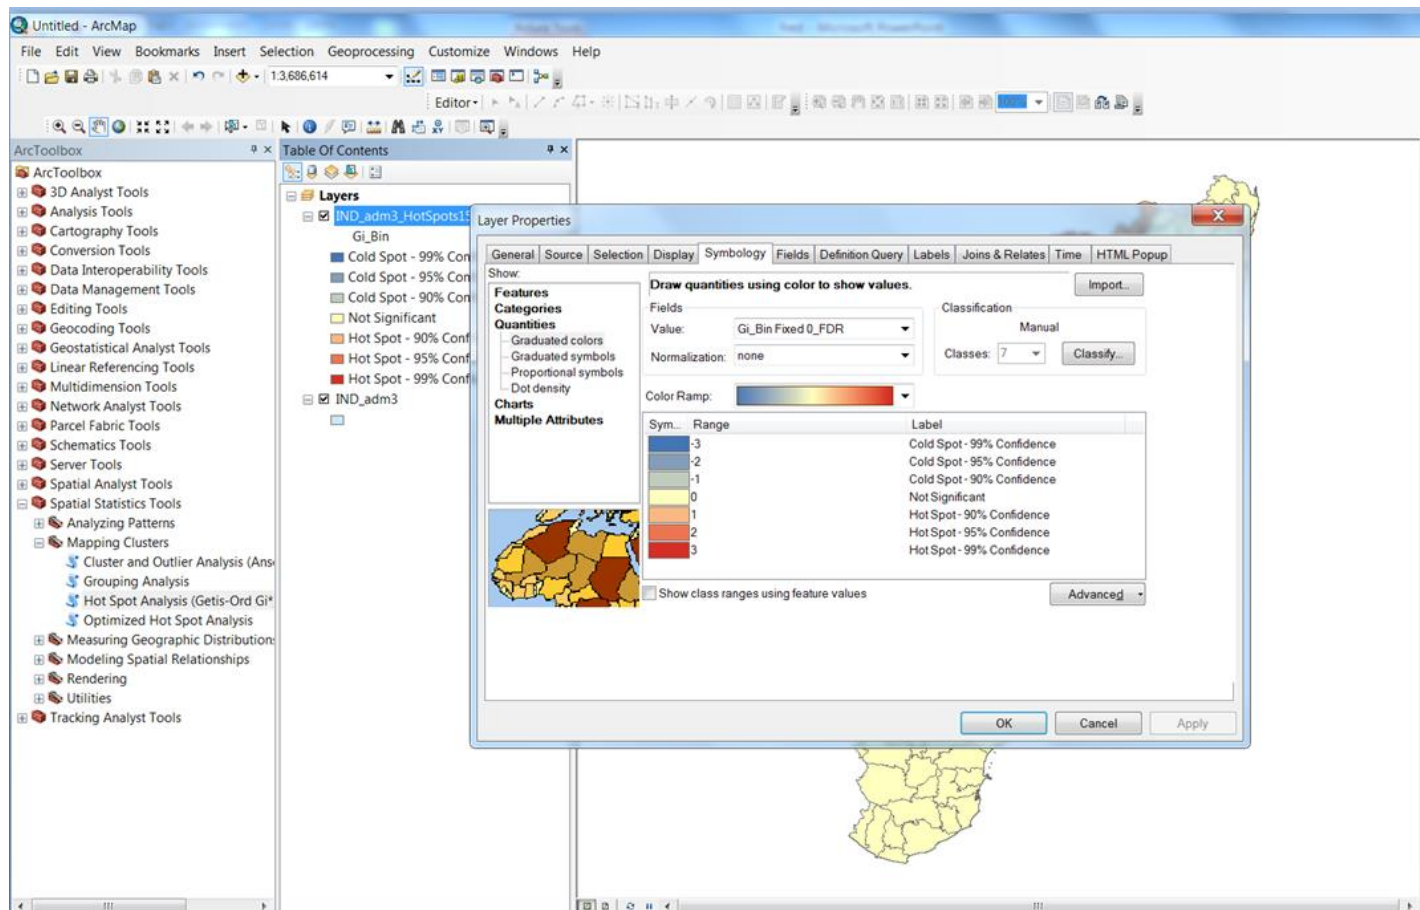 Untitled - ArcMap
File Edit View Bookmarks Insert Selection Geoprocessing Customize Windows Help
1:3,686,614
Editor
ArcToolbox
ArcToolbox
3D Analyst Tools
Analysis Tools
Cartography Tools
Conversion Tools
Data Interoperability Tools
Data Management Tools
Editing Tools
Geocoding Tools
Geostatistical Analyst Tools
Linear Referencing Tools
Multidimension Tools
Network Analyst Tools
Parcel Fabric Tools
Schematics Tools
Server Tools
Spatial Analyst Tools
Spatial Statistics Tools
Analyzing Patterns
Mapping Clusters
Cluster and Outlier Analysis (Ans
Grouping Analysis
Hot Spot Analysis (Getis-Ord Gi*
Optimized Hot Spot Analysis
Measuring Geographic Distribution
Modeling Spatial Relationships
Rendering
Utilities
Tracking Analyst Tools
Table Of Contents
Layers
IND_adm3_HotSpots15
Gi_Bin
Cold Spot - 99% Con
Cold Spot - 95% Con
Cold Spot - 90% Con
Not Significant
Hot Spot - 90% Conf
Hot Spot - 95% Conf
Hot Spot - 99% Conf
IND_adm3
Layer Properties
General Source Selection Display Symbology Fields Definition Query Labels Joins & Relates Time HTML Popup
Show:
Features
Categories
Quantities
Graduated colors
Graduated symbols
Proportional symbols
Dot density
Charts
Multiple Attributes
Draw quantities using color to show values.
Import...
Fields
Value: Gi_Bin Fixed 0_FDR
Normalization: none
Classification
Manual
Classes: 7 Classify...
Color Ramp:
Sym... Range Label
-3 Cold Spot - 99% Confidence
-2 Cold Spot - 95% Confidence
-1 Cold Spot - 90% Confidence
0 Not Significant
1 Hot Spot - 90% Confidence
2 Hot Spot - 95% Confidence
3 Hot Spot - 99% Confidence
Show class ranges using feature values
Advanced
OK Cancel Apply